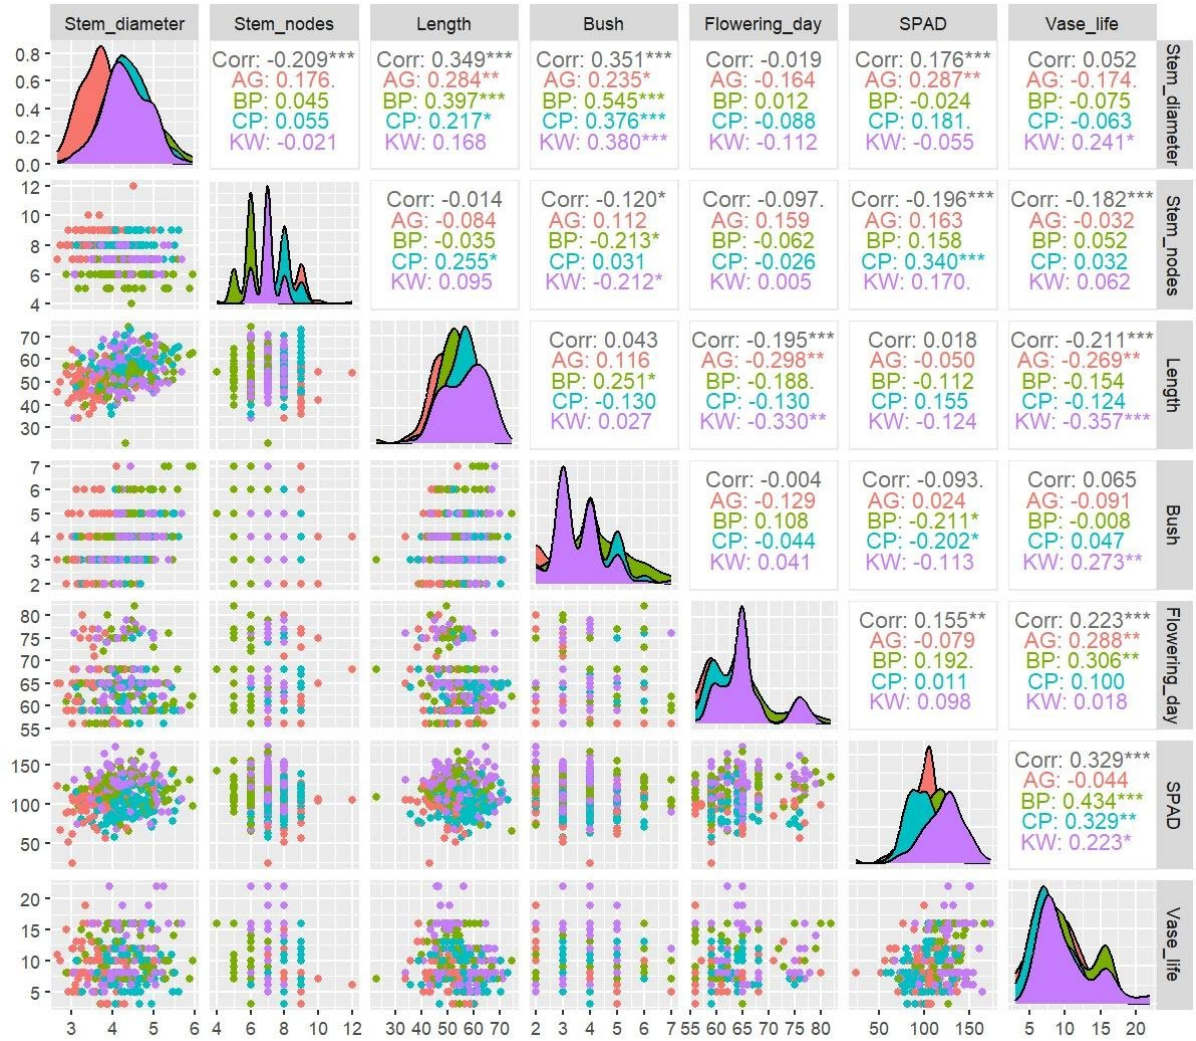 Stem_diameter Stem_nodes Length Bush Flowering_day SPAD Vase_life
0.8
0.6
0.4
0.2
0.0
Corr: -0.209***
AG: 0.176.
BP: 0.045
CP: 0.055
KW: -0.021
Corr: 0.349***
AG: 0.284**
BP: 0.397***
CP: 0.217*
KW: 0.168
Corr: 0.351***
AG: 0.235*
BP: 0.545***
CP: 0.376***
KW: 0.380***
Corr: -0.019
AG: -0.164
BP: 0.012
CP: -0.088
KW: -0.112
Corr: 0.176***
AG: 0.287**
BP: -0.024
CP: 0.181.
KW: -0.055
Corr: 0.052
AG: -0.174.
BP: -0.075
CP: -0.063
KW: 0.241*
Stem_diameter
12
10
8
6
4
Corr: -0.014
AG: -0.084
BP: -0.035
CP: 0.255*
KW: 0.095
Corr: -0.120*
AG: 0.112
BP: -0.213*
CP: 0.031
KW: -0.212*
Corr: -0.097.
AG: 0.159
BP: -0.062
CP: -0.026
KW: 0.005
Corr: -0.196***
AG: 0.163
BP: 0.158
CP: 0.340***
KW: 0.170.
Corr: -0.182***
AG: -0.032
BP: 0.052
CP: 0.032
KW: 0.062
Stem_nodes
70
60
50
40
30
Corr: 0.043
AG: 0.116
BP: 0.251*
CP: -0.130
KW: 0.027
Corr: -0.195***
AG: -0.298**
BP: -0.188.
CP: -0.130
KW: -0.330**
Corr: 0.018
AG: -0.050
BP: -0.112
CP: 0.155
KW: -0.124
Corr: -0.211***
AG: -0.269**
BP: -0.154
CP: -0.124
KW: -0.357***
Length
7
6
5
4
3
2
Corr: -0.004
AG: -0.129
BP: 0.108
CP: -0.044
KW: 0.041
Corr: -0.093.
AG: 0.024
BP: -0.211*
CP: -0.202*
KW: -0.113
Corr: 0.065
AG: -0.091
BP: -0.008
CP: 0.047
KW: 0.273**
Bush
80
75
70
65
60
55
Corr: 0.155**
AG: -0.079
BP: 0.192.
CP: 0.011
KW: 0.098
Corr: 0.223***
AG: 0.288**
BP: 0.306**
CP: 0.100
KW: 0.018
Flowering_day
150
100
50
Corr: 0.329***
AG: -0.044
BP: 0.434***
CP: 0.329**
KW: 0.223*
SPAD
20
15
10
5
Vase_life
3 4 5 6 4 6 8 10 12 30 40 50 60 70 2 3 4 5 6 7 55 60 65 70 75 80 50 100 150 5 10 15 20